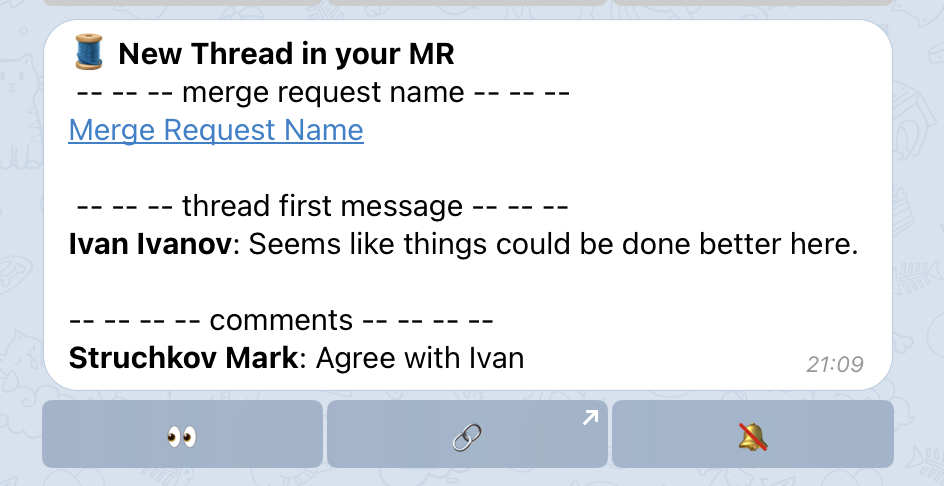 🧵 New Thread in your MR
-- -- -- merge request name -- -- --
Merge Request Name
-- -- -- thread first message -- -- --
Ivan Ivanov: Seems like things could be done better here.
-- -- -- -- comments -- -- -- --
Struchkov Mark: Agree with Ivan
21:09